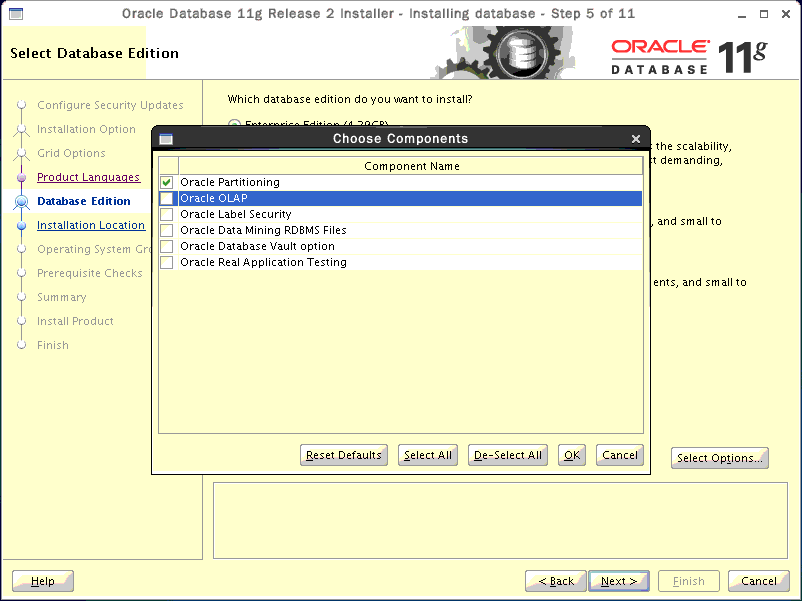 Oracle Database 11g Release 2 Installer - Installing database - Step 5 of 11
Select Database Edition
ORACLE
DATABASE
11g
Configure Security Updates
Installation Option
Grid Options
Product Languages
Database Edition
Installation Location
Operating System Gro
Prerequisite Checks
Summary
Install Product
Finish
Which database edition do you want to install?
Enterprise Edition (4.29GB)
the scalability,
demanding,
, and small to
ents, and small to
Choose Components
Component Name
Oracle Partitioning
Oracle OLAP
Oracle Label Security
Oracle Data Mining RDBMS Files
Oracle Database Vault option
Oracle Real Application Testing
Reset Defaults
Select All
De-Select All
OK
Cancel
Select Options...
Help
< Back
Next >
Finish
Cancel